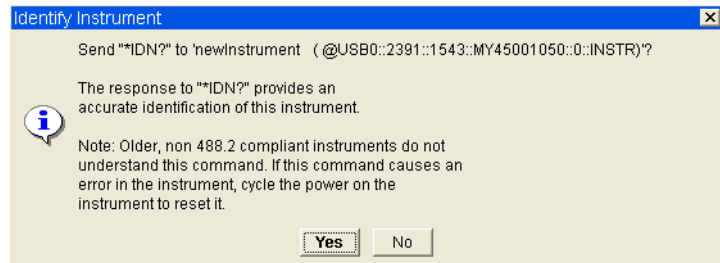 Identify Instrument
Send "*IDN?" to 'newInstrument ( @USB0::2391::1543::MY45001050::0::INSTR)'?
The response to "*IDN?" provides an
accurate identification of this instrument.
Note: Older, non 488.2 compliant instruments do not
understand this command. If this command causes an
error in the instrument, cycle the power on the
instrument to reset it.
Yes No